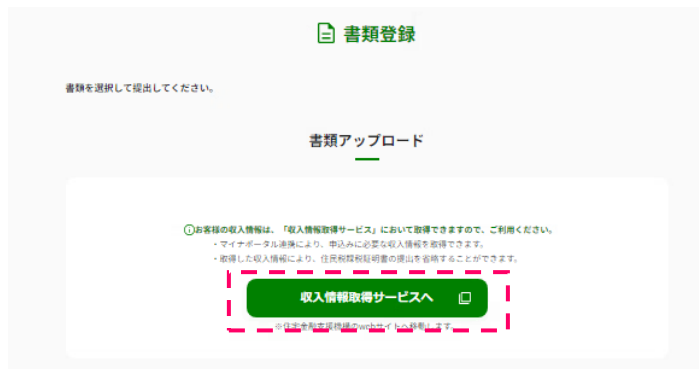 書類登録
書類を選択して提出してください。
書類アップロード
お客様の収入情報は、「収入情報取得サービス」において取得できますので、ご利用ください。
・マイナポータル連携により、申込みに必要な収入情報を取得できます。
・取得した収入情報により、住民税課税証明書の提出を省略することができます。
収入情報取得サービスへ
※住宅金融支援機構のwebサイトへ移動します。